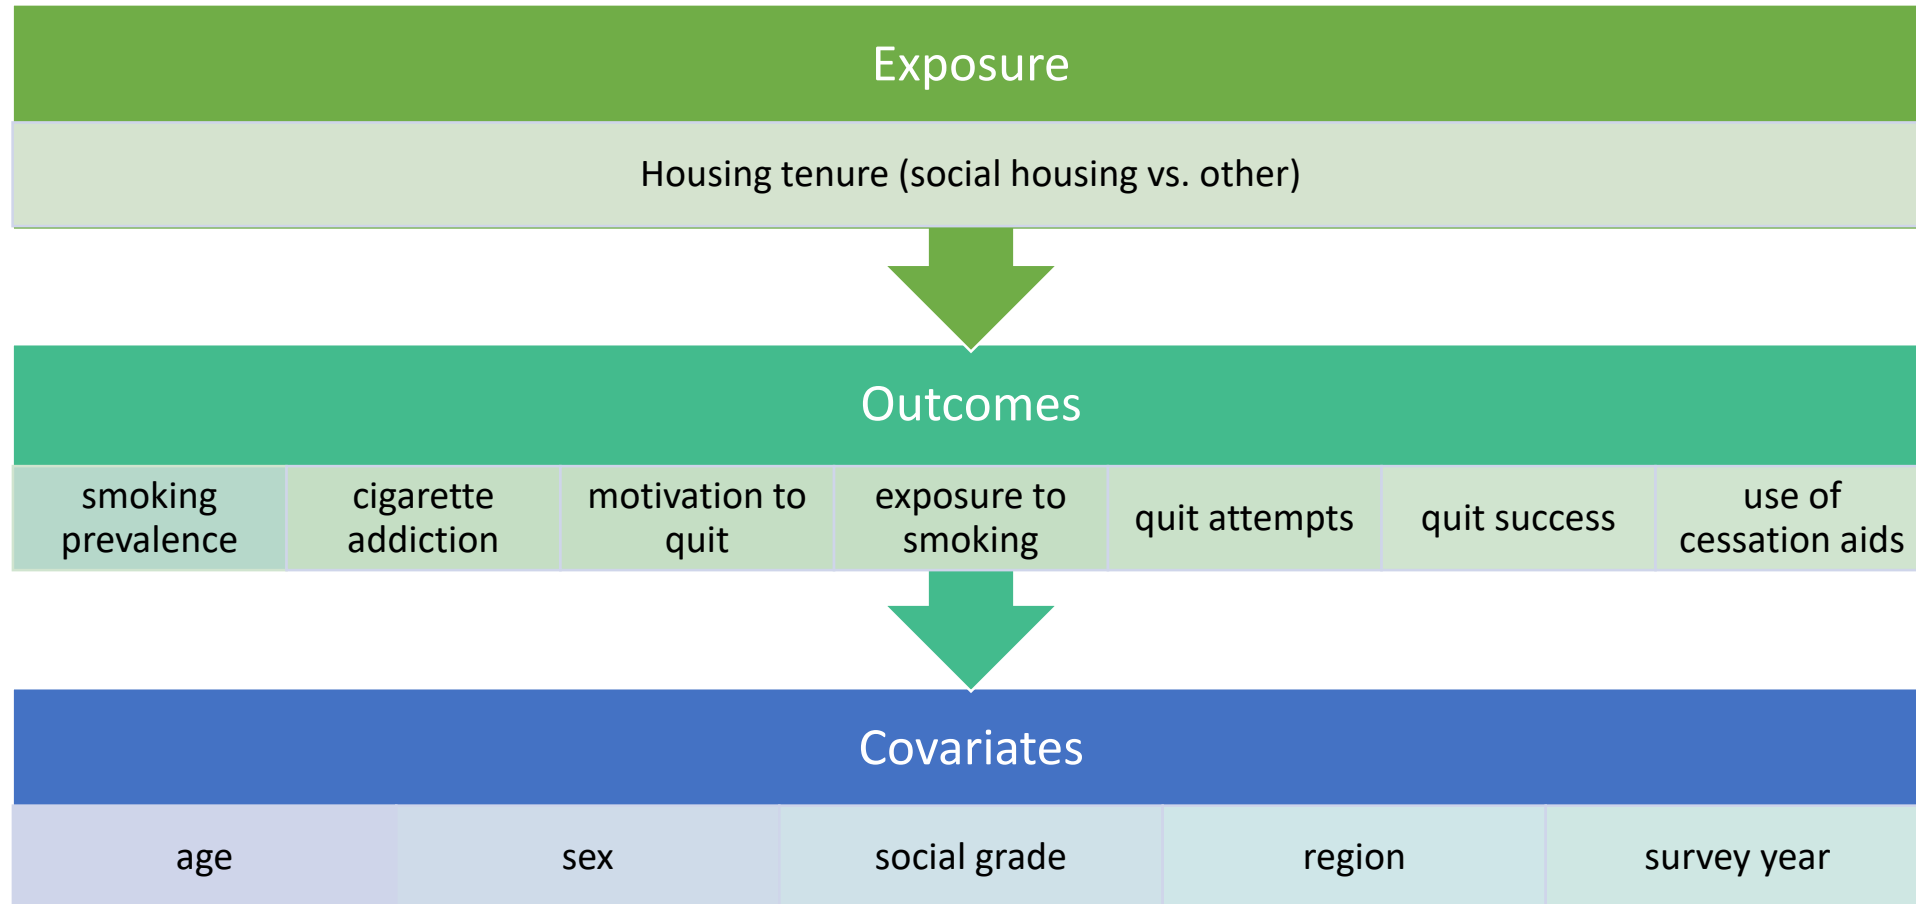 Exposure
Housing tenure (social housing vs. other)
Outcomes
smoking
prevalence
cigarette
addiction
motivation to
quit
exposure to
smoking
quit attempts
quit success
use of
cessation aids
Covariates
age
sex
social grade
region
survey year